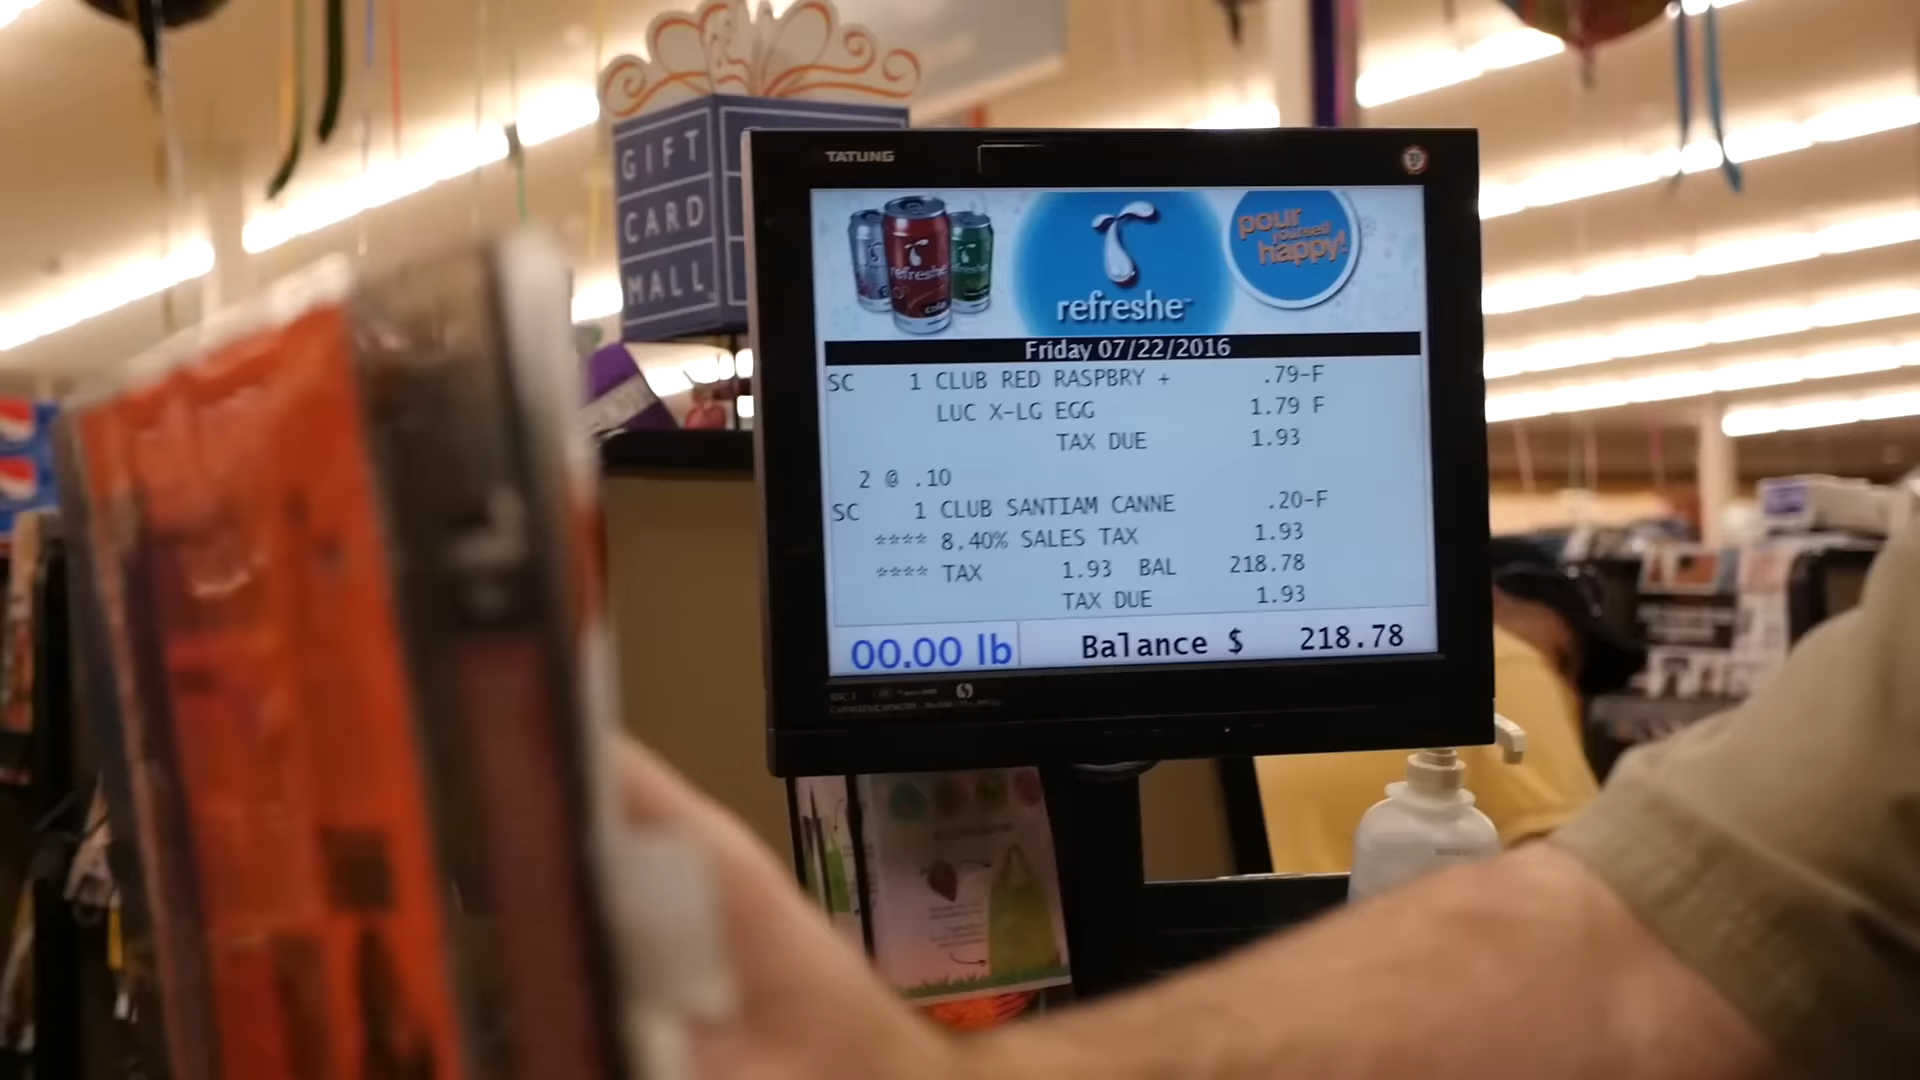 GIFT
CARD
MALL
TATUNG
refreshe
cola
refreshe™
pour
yourself
happy!
Friday 07/22/2016
SC 1 CLUB RED RASPBRY + .79-F
LUC X-LG EGG 1.79 F
TAX DUE 1.93
2 @ .10
SC 1 CLUB SANTIAM CANNE .20-F
**** 8.40% SALES TAX 1.93
**** TAX 1.93 BAL 218.78
TAX DUE 1.93
00.00 lb Balance $ 218.78